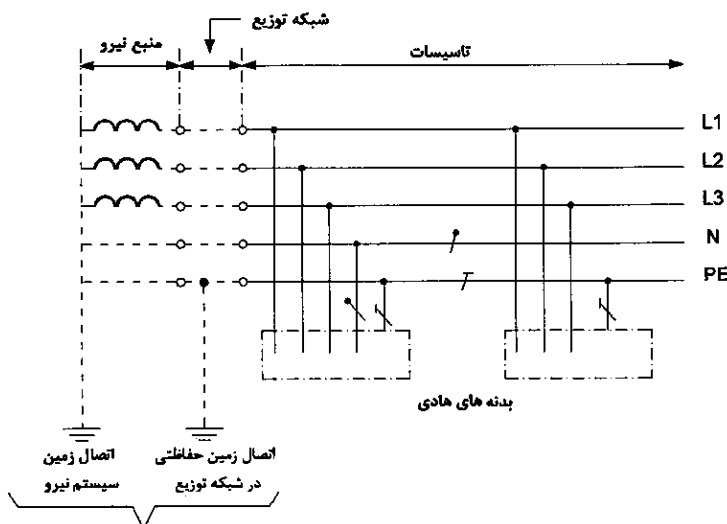 شبکه توزیع
منبع نیرو
تاسیسات
L1
L2
L3
N
PE
بدنه های هادی
اتصال زمین حفاظتی
در شبکه توزیع
اتصال زمین
سیستم نیرو